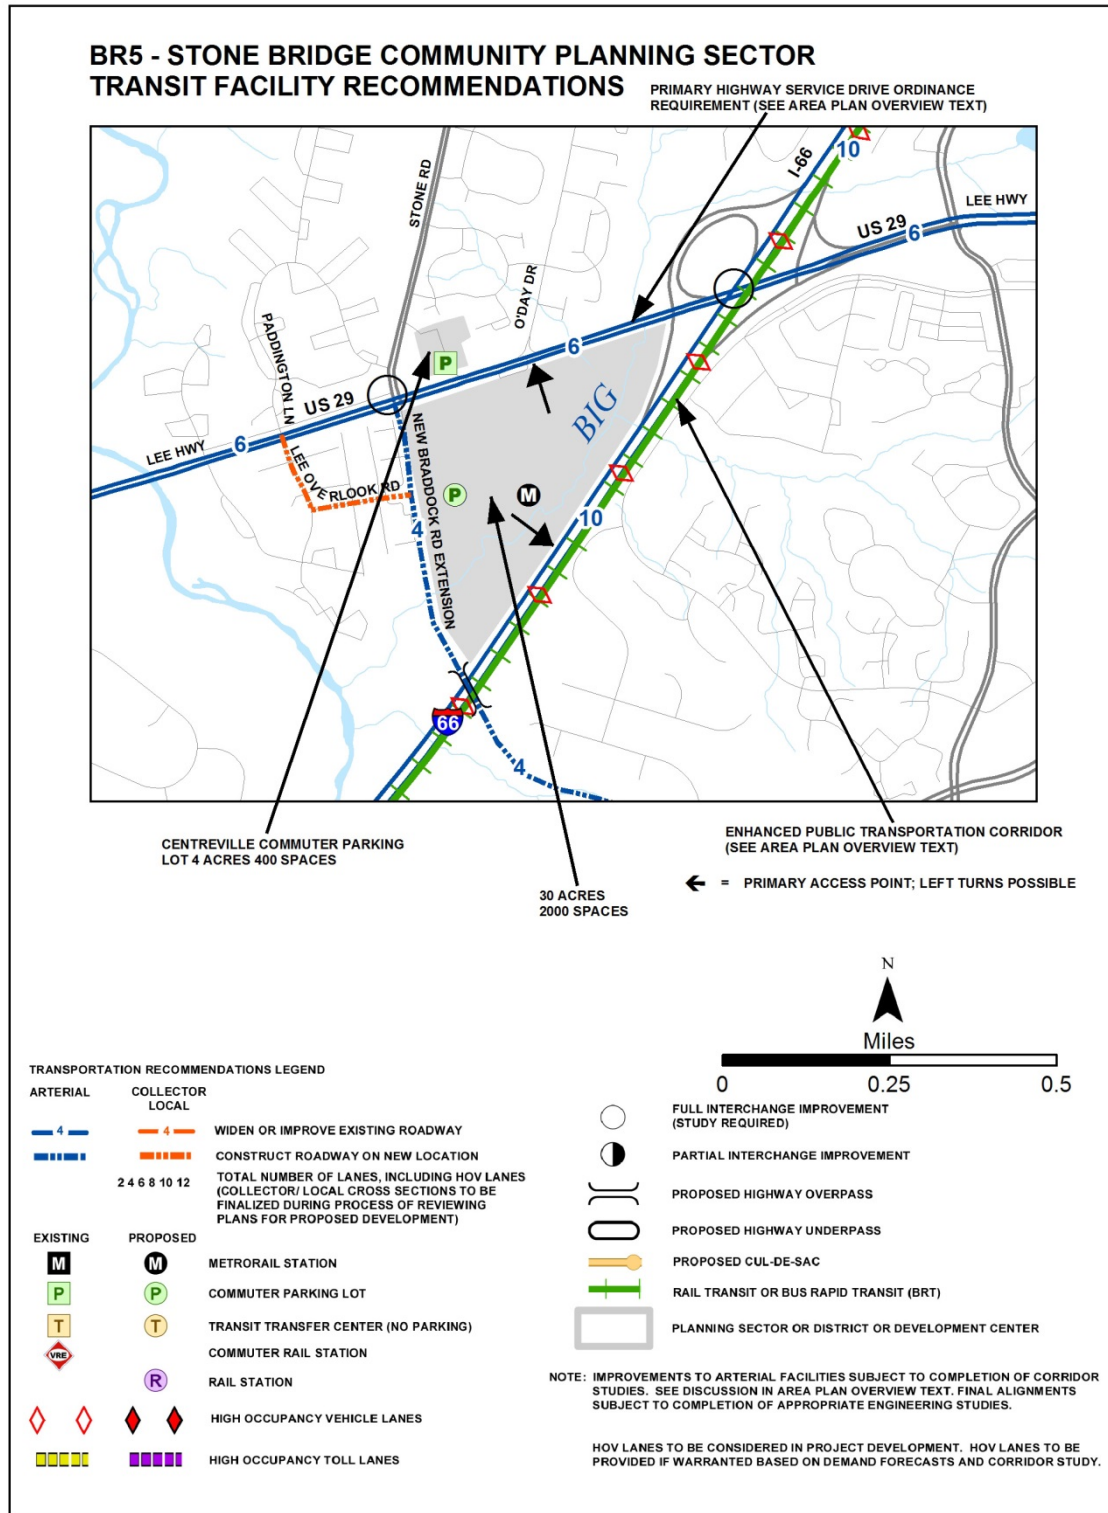 BR5 - STONE BRIDGE COMMUNITY PLANNING SECTOR
TRANSIT FACILITY RECOMMENDATIONS
PRIMARY HIGHWAY SERVICE DRIVE ORDINANCE
REQUIREMENT (SEE AREA PLAN OVERVIEW TEXT)
STONE RD
I-66
10
LEE HWY
US 29
6
O'DAY DR
PADDINGTON LN
P
6
US 29
BIG
LEE HWY
6
NEW BRADDOCK RD EXTENSION
LEE OVERLOOK RD
P
M
10
4
66
4
CENTREVILLE COMMUTER PARKING
LOT 4 ACRES 400 SPACES
30 ACRES
2000 SPACES
ENHANCED PUBLIC TRANSPORTATION CORRIDOR
(SEE AREA PLAN OVERVIEW TEXT)
= PRIMARY ACCESS POINT; LEFT TURNS POSSIBLE
N
Miles
0 0.25 0.5
TRANSPORTATION RECOMMENDATIONS LEGEND
ARTERIAL COLLECTOR
LOCAL
4 4 WIDEN OR IMPROVE EXISTING ROADWAY
CONSTRUCT ROADWAY ON NEW LOCATION
2 4 6 8 10 12 TOTAL NUMBER OF LANES, INCLUDING HOV LANES
(COLLECTOR/ LOCAL CROSS SECTIONS TO BE
FINALIZED DURING PROCESS OF REVIEWING
PLANS FOR PROPOSED DEVELOPMENT)
EXISTING PROPOSED
M M METRORAIL STATION
P P COMMUTER PARKING LOT
T T TRANSIT TRANSFER CENTER (NO PARKING)
VRE COMMUTER RAIL STATION
R RAIL STATION
HIGH OCCUPANCY VEHICLE LANES
HIGH OCCUPANCY TOLL LANES
FULL INTERCHANGE IMPROVEMENT
(STUDY REQUIRED)
PARTIAL INTERCHANGE IMPROVEMENT
PROPOSED HIGHWAY OVERPASS
PROPOSED HIGHWAY UNDERPASS
PROPOSED CUL-DE-SAC
RAIL TRANSIT OR BUS RAPID TRANSIT (BRT)
PLANNING SECTOR OR DISTRICT OR DEVELOPMENT CENTER
NOTE: IMPROVEMENTS TO ARTERIAL FACILITIES SUBJECT TO COMPLETION OF CORRIDOR
STUDIES. SEE DISCUSSION IN AREA PLAN OVERVIEW TEXT. FINAL ALIGNMENTS
SUBJECT TO COMPLETION OF APPROPRIATE ENGINEERING STUDIES.
HOV LANES TO BE CONSIDERED IN PROJECT DEVELOPMENT. HOV LANES TO BE
PROVIDED IF WARRANTED BASED ON DEMAND FORECASTS AND CORRIDOR STUDY.